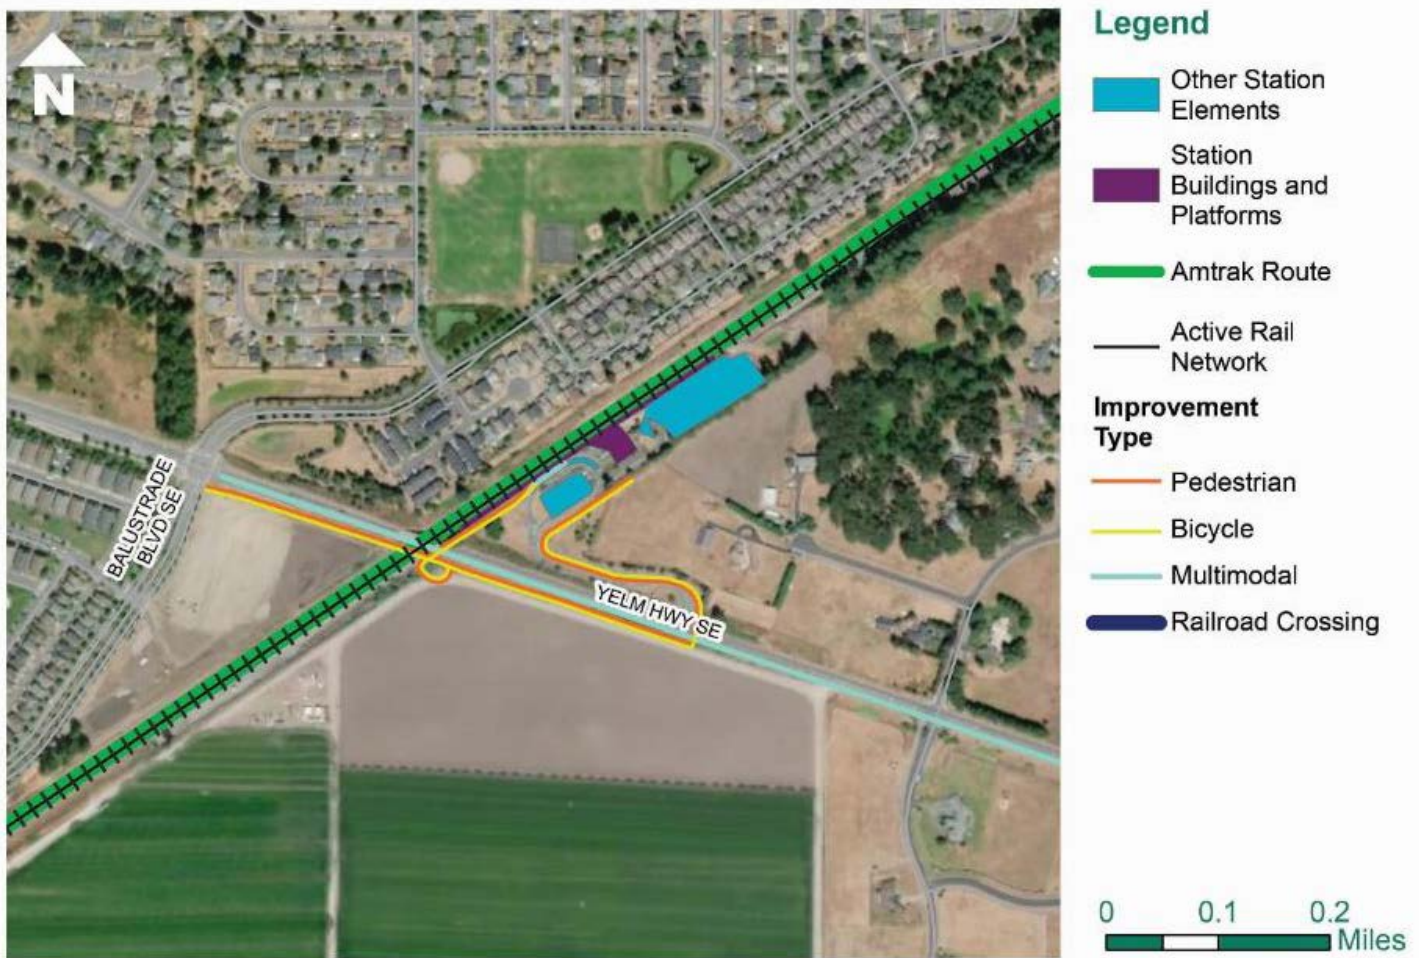 N
BALUSTRADE
BLVD SE
YELM HWY SE
Legend
Other Station
Elements
Station
Buildings and
Platforms
Amtrak Route
Active Rail
Network
Improvement
Type
Pedestrian
Bicycle
Multimodal
Railroad Crossing
0 0.1 0.2
Miles